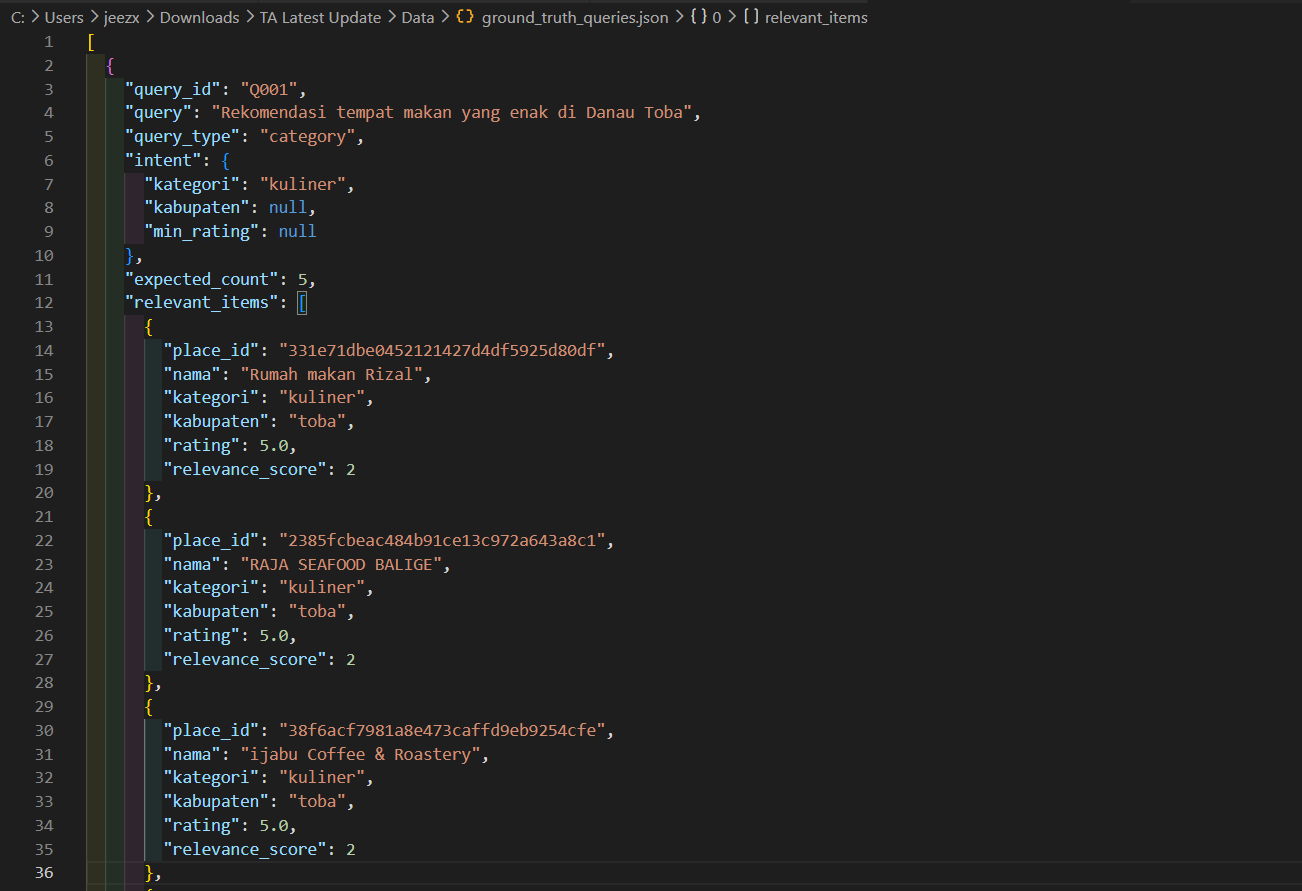 C: > Users > jeezx > Downloads > TA Latest Update > Data > {} ground_truth_queries.json > {} 0 > [ ] relevant_items
1 [
2 {
3 "query_id": "Q001",
4 "query": "Rekomendasi tempat makan yang enak di Danau Toba",
5 "query_type": "category",
6 "intent": {
7 "kategori": "kuliner",
8 "kabupaten": null,
9 "min_rating": null
10 },
11 "expected_count": 5,
12 "relevant_items": [
13 {
14 "place_id": "331e71dbe0452121427d4df5925d80df",
15 "nama": "Rumah makan Rizal",
16 "kategori": "kuliner",
17 "kabupaten": "toba",
18 "rating": 5.0,
19 "relevance_score": 2
20 },
21 {
22 "place_id": "2385fcbeac484b91ce13c972a643a8c1",
23 "nama": "RAJA SEAFOOD BALIGE",
24 "kategori": "kuliner",
25 "kabupaten": "toba",
26 "rating": 5.0,
27 "relevance_score": 2
28 },
29 {
30 "place_id": "38f6acf7981a8e473caffd9eb9254cfe",
31 "nama": "ijabu Coffee & Roastery",
32 "kategori": "kuliner",
33 "kabupaten": "toba",
34 "rating": 5.0,
35 "relevance_score": 2
36 },